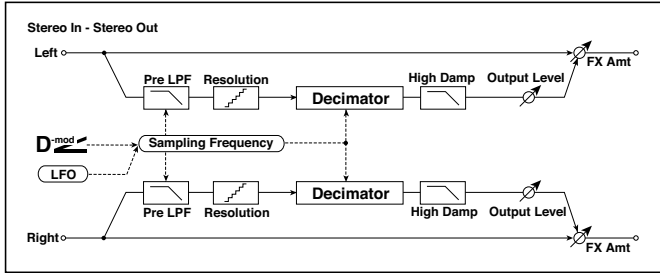 Stereo In - Stereo Out
Left
FX Amt
Pre LPF
Resolution
Decimator
High Damp
Output Level
D-mod
Sampling Frequency
LFO
Pre LPF
Resolution
Decimator
High Damp
Output Level
Right
FX Amt